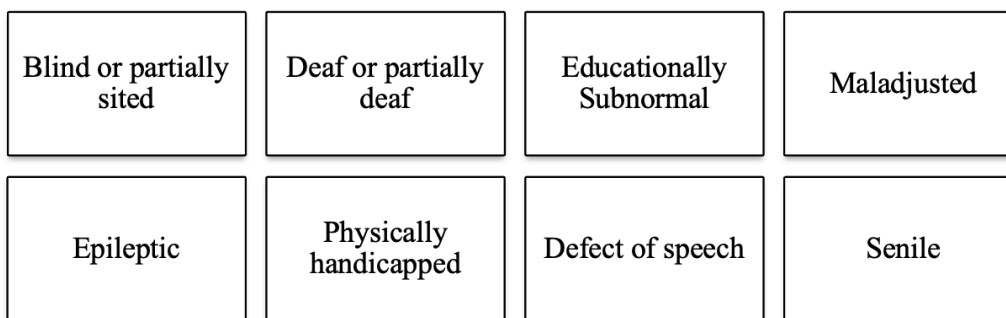 Blind or partially
sited
Deaf or partially
deaf
Educationally
Subnormal
Maladjusted
Epileptic
Physically
handicapped
Defect of speech
Senile